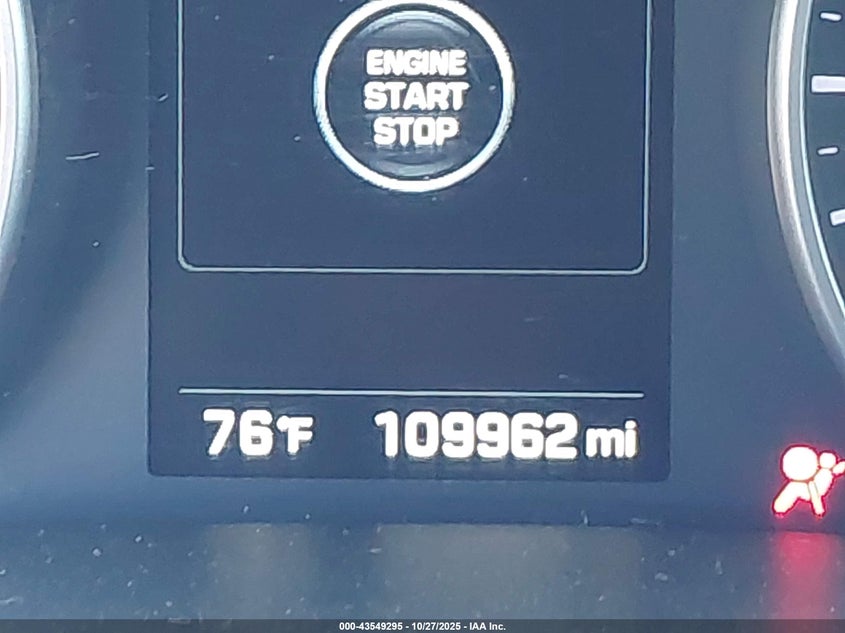 ENGINE
START
STOP
76°F 109962 mi
000-43549295 - 10/27/2025 - IAA Inc.